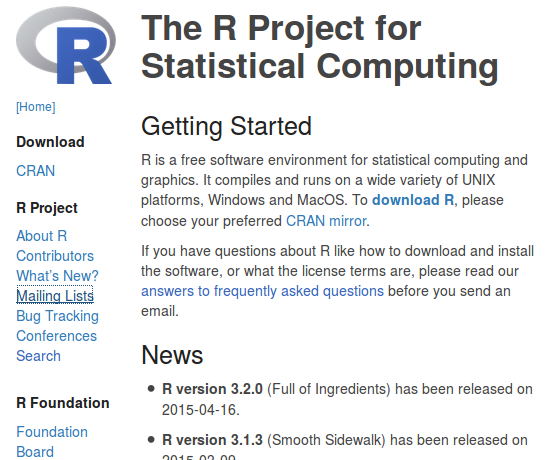 R
The R Project for
Statistical Computing
[Home]
Download
CRAN
R Project
About R
Contributors
What's New?
Mailing Lists
Bug Tracking
Conferences
Search
R Foundation
Foundation
Board
Getting Started
R is a free software environment for statistical computing and
graphics. It compiles and runs on a wide variety of UNIX
platforms, Windows and MacOS. To download R, please
choose your preferred CRAN mirror.
If you have questions about R like how to download and install
the software, or what the license terms are, please read our
answers to frequently asked questions before you send an
email.
News
• R version 3.2.0 (Full of Ingredients) has been released on
2015-04-16.
• R version 3.1.3 (Smooth Sidewalk) has been released on
2015-03-09.